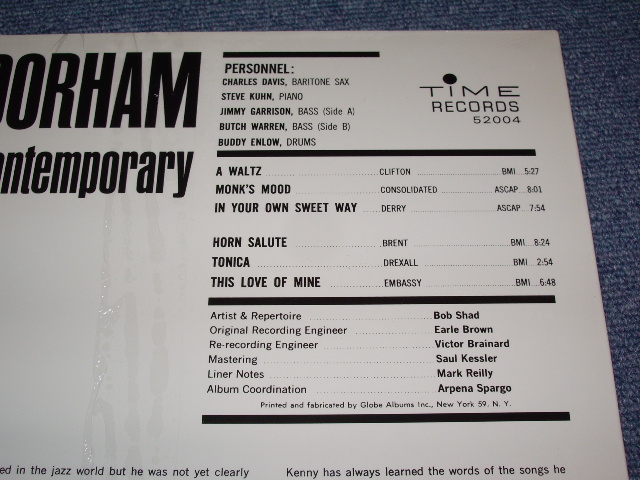 DORHAM
ontemporary
PERSONNEL:
CHARLES DAVIS, BARITONE SAX
STEVE KUHN, PIANO
JIMMY GARRISON, BASS (Side A)
BUTCH WARREN, BASS (Side B)
BUDDY ENLOW, DRUMS
TIME
RECORDS
52004
A WALTZ CLIFTON BMI 5:27
MONK'S MOOD CONSOLIDATED ASCAP 8:01
IN YOUR OWN SWEET WAY DERRY ASCAP 7:54
HORN SALUTE BRENT BMI 8:24
TONICA DREXALL BMI 2:54
THIS LOVE OF MINE EMBASSY BMI 6:48
Artist & Repertoire Bob Shad
Original Recording Engineer Earle Brown
Re-recording Engineer Victor Brainard
Mastering Saul Kessler
Liner Notes Mark Reilly
Album Coordination Arpena Spargo
Printed and fabricated by Globe Albums Inc., New York 59, N. Y.
ed in the jazz world but he was not yet clearly
Kenny has always learned the words of the songs he